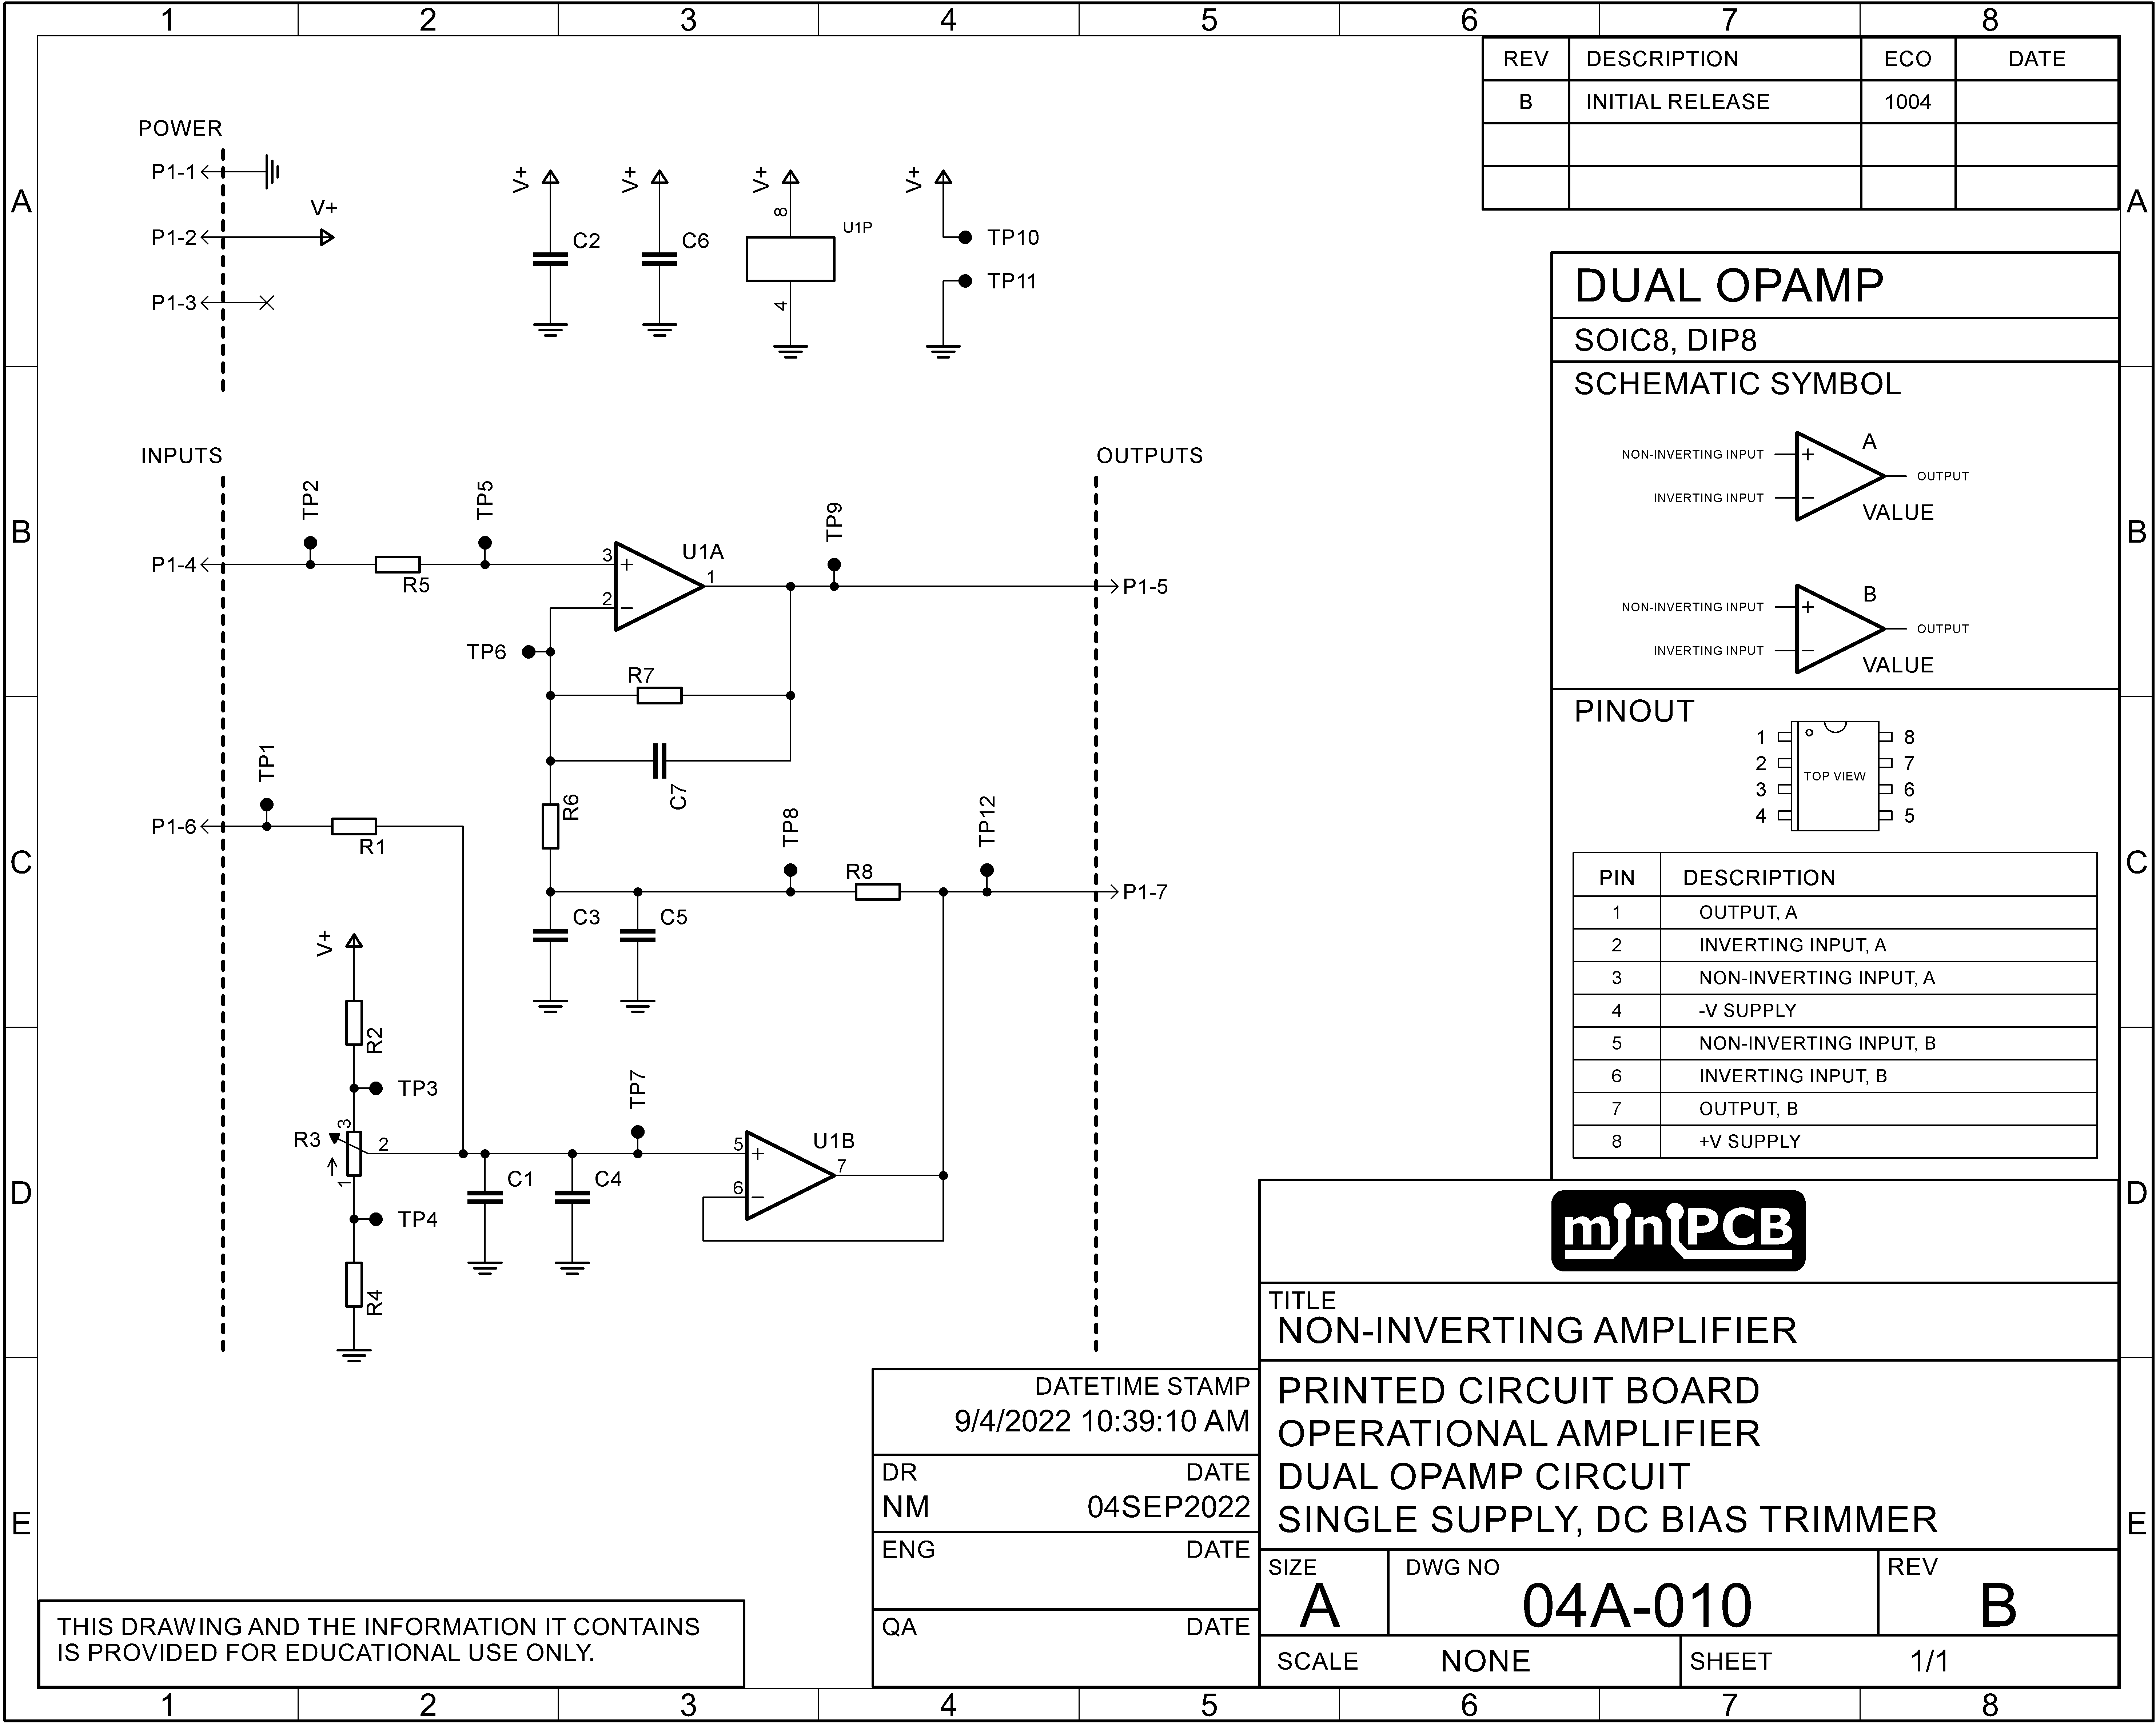 1 2 3 4 5 6 7 8
REV DESCRIPTION ECO DATE
B INITIAL RELEASE 1004
A A
B B
C C
D D
E E
POWER
P1-1
V+
P1-2
P1-3
V+ C2
V+ C6
V+ 8 U1P 4
V+ TP10
TP11
INPUTS
OUTPUTS
TP2
TP5
P1-4
R5
3 + U1A
2 − 1
TP9
P1-5
TP6
R7
C7
TP1
P1-6
R1
R6
TP8
R8
TP12
P1-7
C3 C5
V+
R2
TP3
R3 3 2 1
TP4
R4
C1 C4
TP7
5 + U1B
6 − 7
DUAL OPAMP
SOIC8, DIP8
SCHEMATIC SYMBOL
NON-INVERTING INPUT + A
OUTPUT
INVERTING INPUT −
VALUE
NON-INVERTING INPUT + B
OUTPUT
INVERTING INPUT −
VALUE
PINOUT
1 8
2 TOP VIEW 7
3 6
4 5
PIN DESCRIPTION
1 OUTPUT, A
2 INVERTING INPUT, A
3 NON-INVERTING INPUT, A
4 -V SUPPLY
5 NON-INVERTING INPUT, B
6 INVERTING INPUT, B
7 OUTPUT, B
8 +V SUPPLY
miniPCB
TITLE
NON-INVERTING AMPLIFIER
PRINTED CIRCUIT BOARD
OPERATIONAL AMPLIFIER
DUAL OPAMP CIRCUIT
SINGLE SUPPLY, DC BIAS TRIMMER
DATETIME STAMP
9/4/2022 10:39:10 AM
DR DATE
NM 04SEP2022
ENG DATE
QA DATE
SIZE DWG NO REV
A 04A-010 B
SCALE NONE SHEET 1/1
THIS DRAWING AND THE INFORMATION IT CONTAINS
IS PROVIDED FOR EDUCATIONAL USE ONLY.
1 2 3 4 5 6 7 8